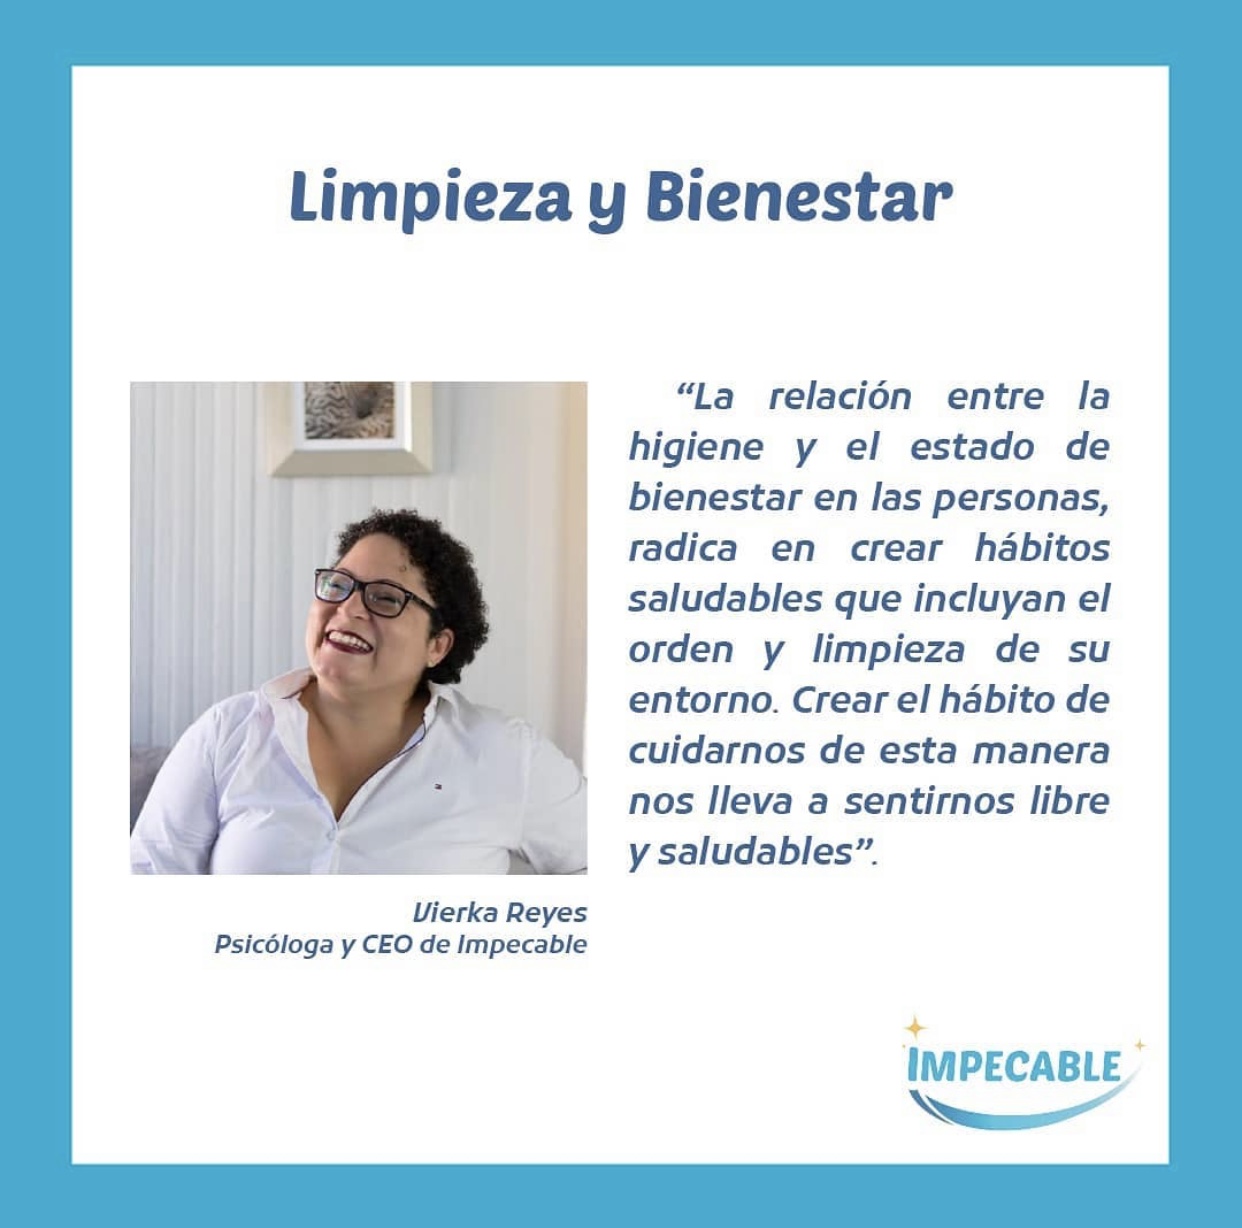 Limpieza y Bienestar
“La relación entre la
higiene y el estado de
bienestar en las personas,
radica en crear hábitos
saludables que incluyan el
orden y limpieza de su
entorno. Crear el hábito de
cuidarnos de esta manera
nos lleva a sentirnos libre
y saludables”.
Vierka Reyes
Psicóloga y CEO de Impecable
IMPECABLE